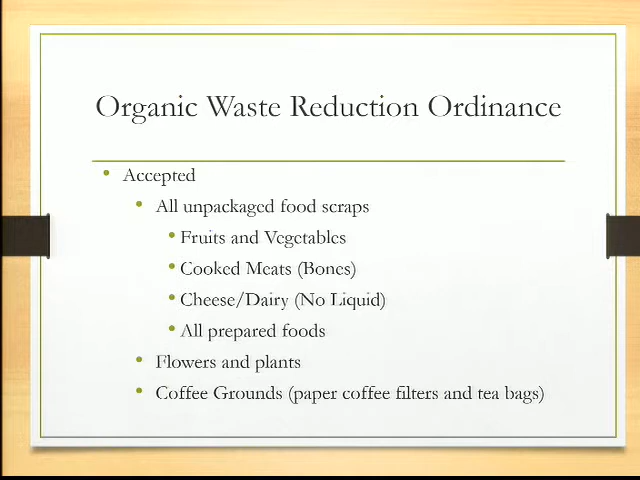 Organic Waste Reduction Ordinance
• Accepted
• All unpackaged food scraps
• Fruits and Vegetables
• Cooked Meats (Bones)
• Cheese/Dairy (No Liquid)
• All prepared foods
• Flowers and plants
• Coffee Grounds (paper coffee filters and tea bags)